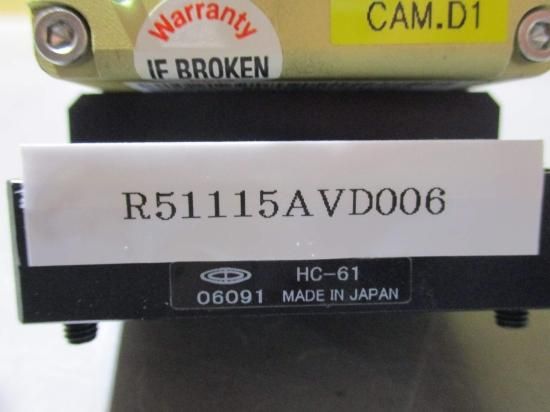 Warranty
IF BROKEN
CAM.D1
R51115AVD006
HC-61
06091 MADE IN JAPAN